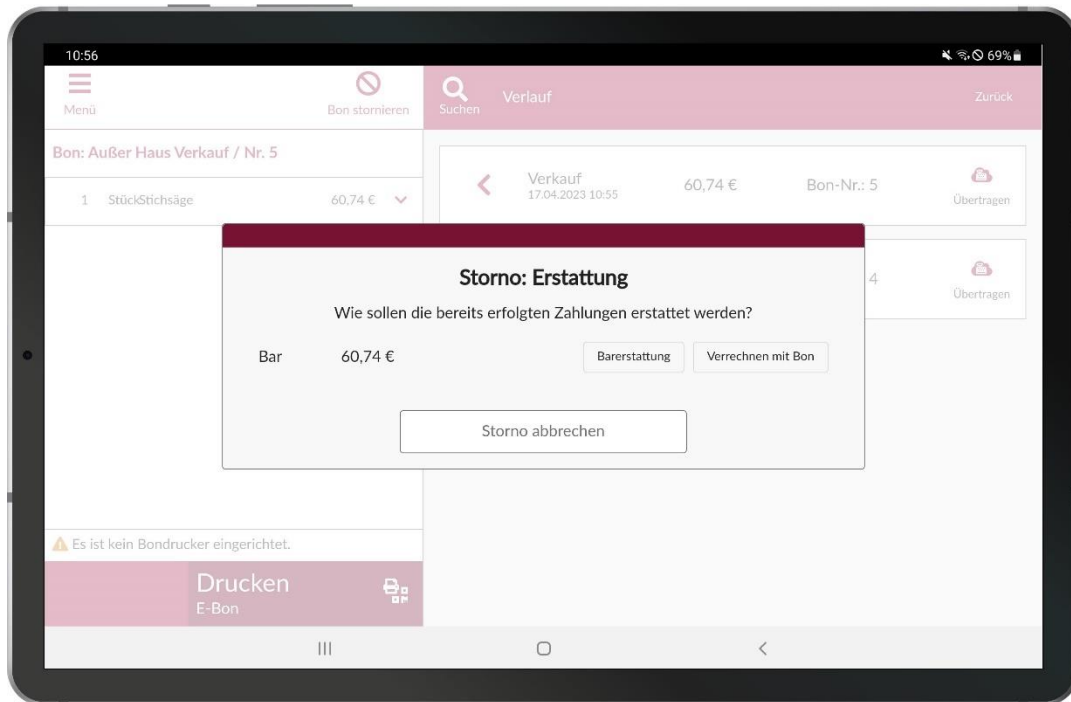 10:56
69%
Menü
Bon stornieren
Suchen
Verlauf
Zurück
Bon: Außer Haus Verkauf / Nr. 5
1 StückStichsäge 60,74 €
Verkauf
17.04.2023 10:55
60,74 €
Bon-Nr.: 5
Übertragen
4
Übertragen
Storno: Erstattung
Wie sollen die bereits erfolgten Zahlungen erstattet werden?
Bar 60,74 €
Barerstattung
Verrechnen mit Bon
Storno abbrechen
Es ist kein Bondrucker eingerichtet.
Drucken
E-Bon